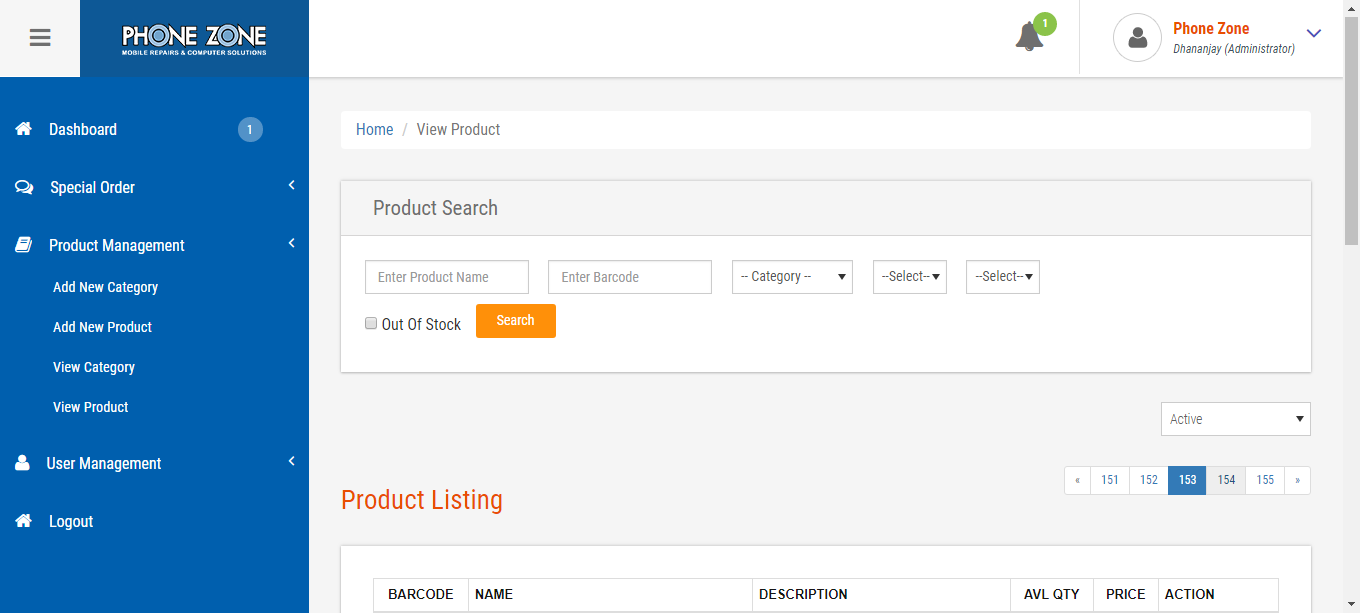 PHONE ZONE
MOBILE REPAIRS & COMPUTER SOLUTIONS
1
Phone Zone
Dhananjay (Administrator)
Dashboard
1
Special Order
Product Management
Add New Category
Add New Product
View Category
View Product
User Management
Logout
Home / View Product
Product Search
Enter Product Name
Enter Barcode
-- Category --
--Select--
--Select--
Out Of Stock
Search
Active
« 151 152 153 154 155 »
Product Listing
BARCODE NAME DESCRIPTION AVL QTY PRICE ACTION